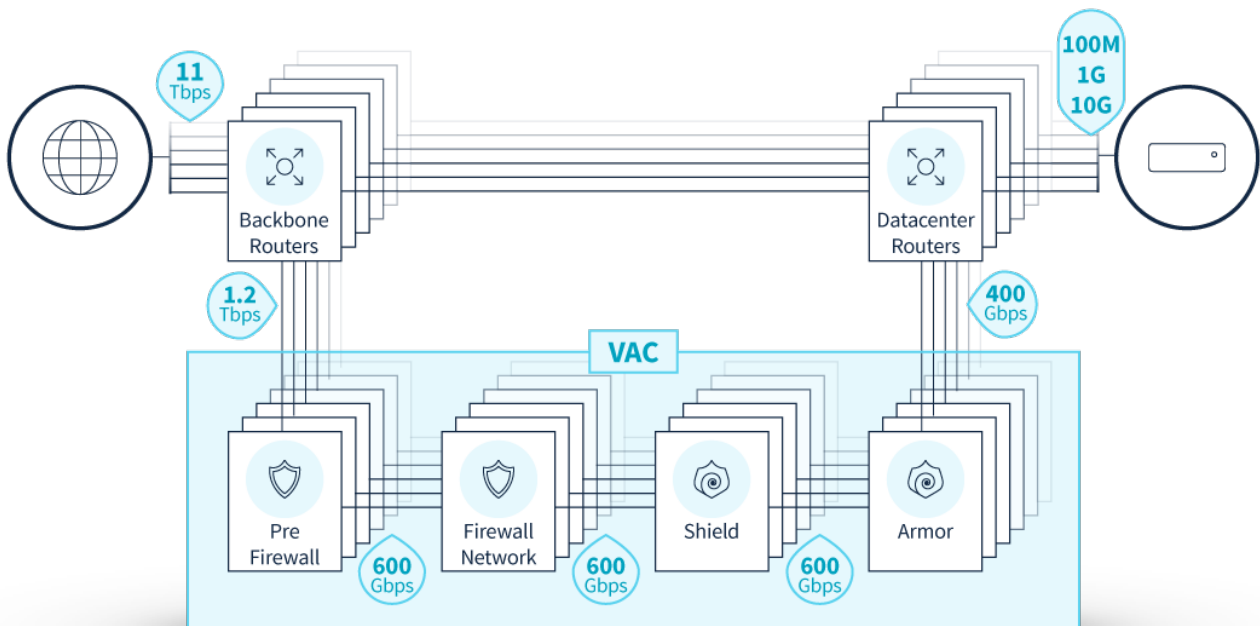 11
Tbps
100M
1G
10G
Backbone
Routers
Datacenter
Routers
1.2
Tbps
400
Gbps
VAC
Pre
Firewall
Firewall
Network
Shield
Armor
600
Gbps
600
Gbps
600
Gbps